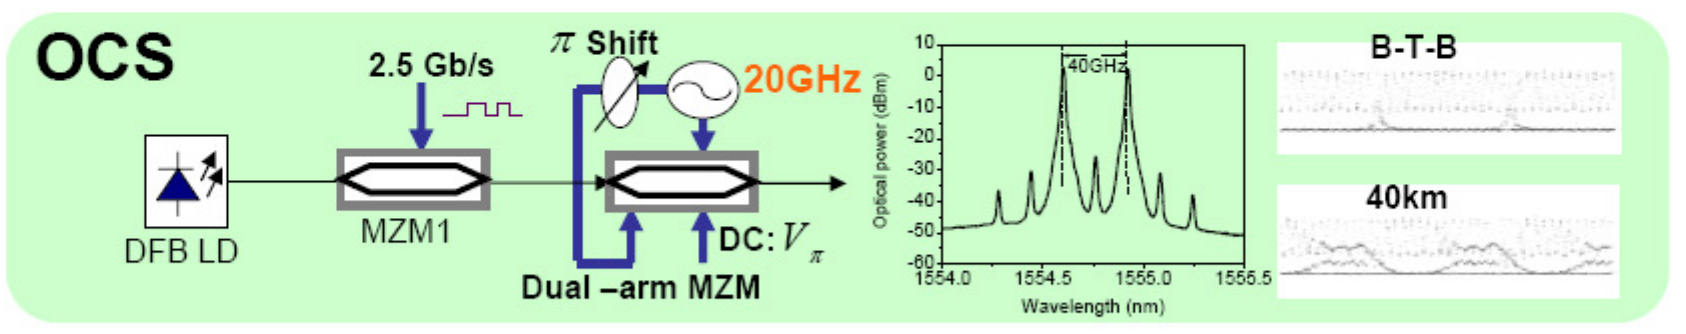 OCS
2.5 Gb/s
π Shift
20GHz
DFB LD
MZM1
DC: Vπ
Dual –arm MZM
Optical power (dBm)
10
0
-10
-20
-30
-40
-50
-60
40GHz
1554.0 1554.5 1555.0 1555.5
Wavelength (nm)
B-T-B
40km